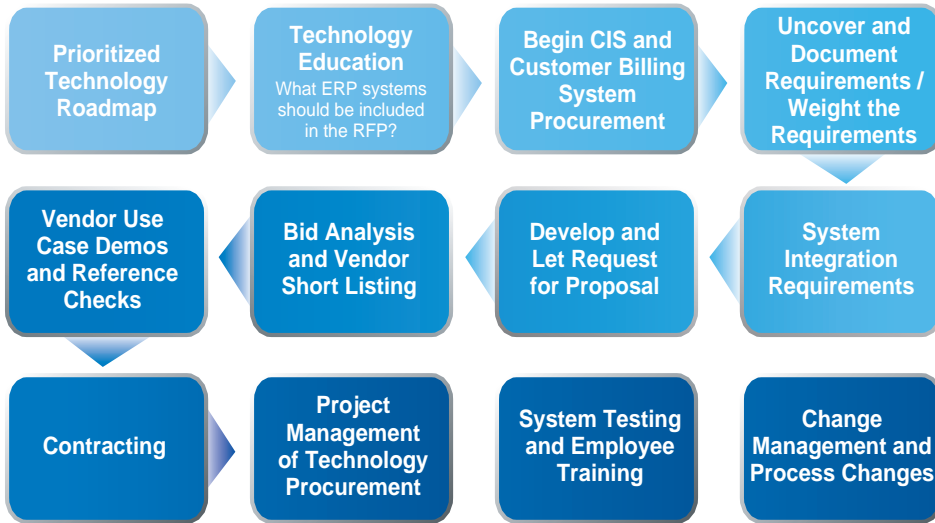 Prioritized
Technology
Roadmap
Technology
Education
What ERP systems
should be included
in the RFP?
Begin CIS and
Customer Billing
System
Procurement
Uncover and
Document
Requirements /
Weight the
Requirements
System
Integration
Requirements
Develop and
Let Request
for Proposal
Bid Analysis
and Vendor
Short Listing
Vendor Use
Case Demos
and Reference
Checks
Contracting
Project
Management
of Technology
Procurement
System Testing
and Employee
Training
Change
Management and
Process Changes